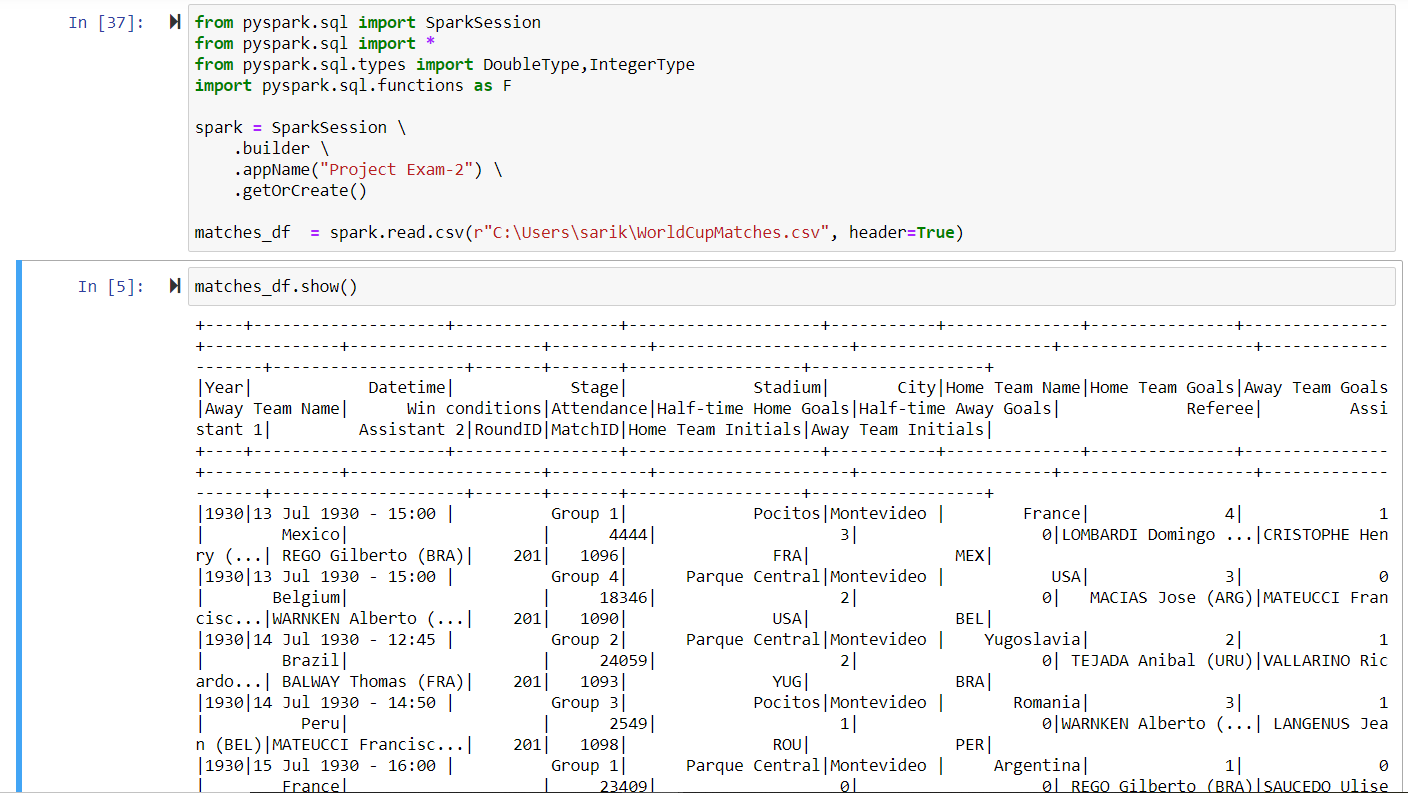 In [37]:
from pyspark.sql import SparkSession
from pyspark.sql import *
from pyspark.sql.types import DoubleType,IntegerType
import pyspark.sql.functions as F
spark = SparkSession \
    .builder \
    .appName("Project Exam-2") \
    .getOrCreate()
matches_df  = spark.read.csv(r"C:\Users\sarik\WorldCupMatches.csv", header=True)
In [5]:
matches_df.show()
+----+--------------------+-----------------+--------------------+-----------+--------------+---------------+---------------
+--------------+--------------------+----------+--------------------+--------------------+--------------------+-------------
-------+--------------------+-------+-------+------------------+------------------+
|Year|            Datetime|            Stage|             Stadium|       City|Home Team Name|Home Team Goals|Away Team Goals
|Away Team Name|      Win conditions|Attendance|Half-time Home Goals|Half-time Away Goals|             Referee|         Assi
stant 1|         Assistant 2|RoundID|MatchID|Home Team Initials|Away Team Initials|
+----+--------------------+-----------------+--------------------+-----------+--------------+---------------+---------------
+--------------+--------------------+----------+--------------------+--------------------+--------------------+-------------
-------+--------------------+-------+-------+------------------+------------------+
|1930|13 Jul 1930 - 15:00 |          Group 1|             Pocitos|Montevideo |        France|              4|              1
|        Mexico|                    |      4444|                   3|                   0|LOMBARDI Domingo ...|CRISTOPHE Hen
ry (...| REGO Gilberto (BRA)|    201|   1096|               FRA|               MEX|
|1930|13 Jul 1930 - 15:00 |          Group 4|      Parque Central|Montevideo |           USA|              3|              0
|       Belgium|                    |     18346|                   2|                   0|   MACIAS Jose (ARG)|MATEUCCI Fran
cisc...|WARNKEN Alberto (...|    201|   1090|               USA|               BEL|
|1930|14 Jul 1930 - 12:45 |          Group 2|      Parque Central|Montevideo |    Yugoslavia|              2|              1
|        Brazil|                    |     24059|                   2|                   0| TEJADA Anibal (URU)|VALLARINO Ric
ardo...| BALWAY Thomas (FRA)|    201|   1093|               YUG|               BRA|
|1930|14 Jul 1930 - 14:50 |          Group 3|             Pocitos|Montevideo |       Romania|              3|              1
|          Peru|                    |      2549|                   1|                   0|WARNKEN Alberto (...| LANGENUS Jea
n (BEL)|MATEUCCI Francisc...|    201|   1098|               ROU|               PER|
|1930|15 Jul 1930 - 16:00 |          Group 1|      Parque Central|Montevideo |     Argentina|              1|              0
|        France|                    |     23409|                   0|                   0| REGO Gilberto (BRA)|SAUCEDO Ulise